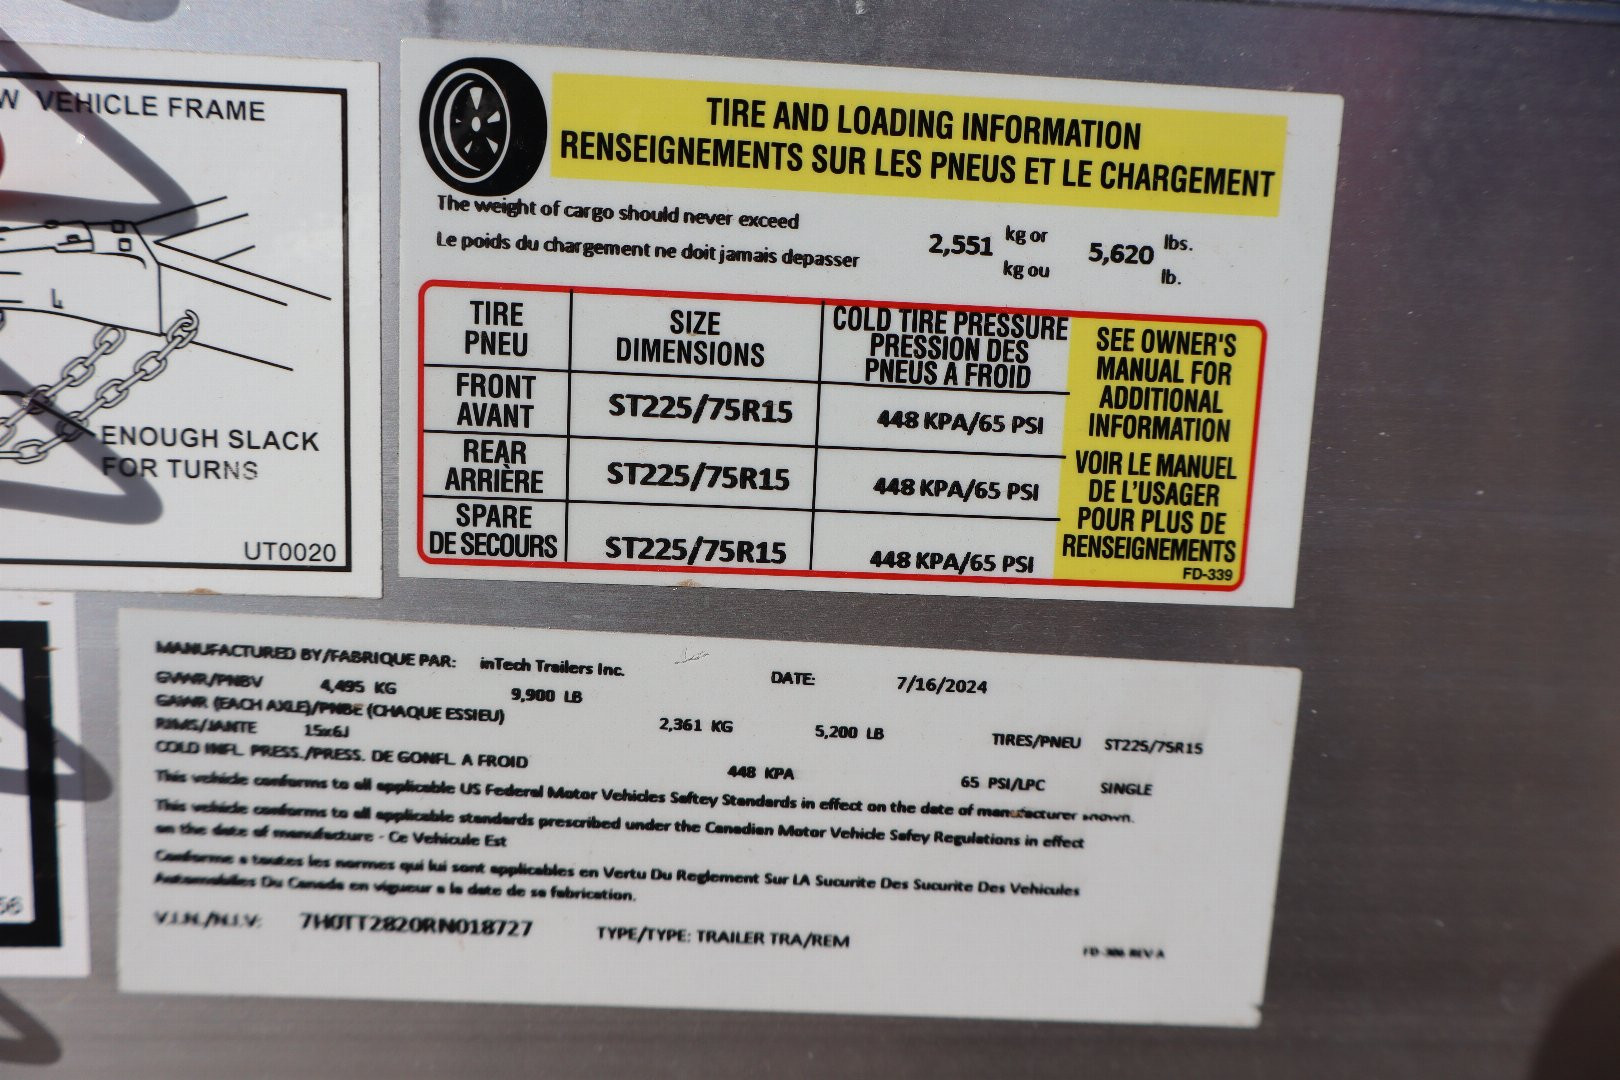 VEHICLE FRAME
ENOUGH SLACK
FOR TURNS
UT0020
TIRE AND LOADING INFORMATION
RENSEIGNEMENTS SUR LES PNEUS ET LE CHARGEMENT
The weight of cargo should never exceed
Le poids du chargement ne doit jamais depasser
2,551 kg or 5,620 lbs.
kg ou lb.
TIRE
PNEU
SIZE
DIMENSIONS
COLD TIRE PRESSURE
PRESSION DES
PNEUS A FROID
FRONT
AVANT
ST225/75R15
448 KPA/65 PSI
REAR
ARRIÈRE
ST225/75R15
448 KPA/65 PSI
SPARE
DE SECOURS
ST225/75R15
448 KPA/65 PSI
SEE OWNER'S
MANUAL FOR
ADDITIONAL
INFORMATION
VOIR LE MANUEL
DE L'USAGER
POUR PLUS DE
RENSEIGNEMENTS
FD-339
MANUFACTURED BY/FABRIQUE PAR: inTech Trailers Inc. DATE: 7/16/2024
GVWR/PNBV 4,495 KG 9,900 LB
GAWR (EACH AXLE)/PNBE (CHAQUE ESSIEU) 2,361 KG 5,200 LB TIRES/PNEU ST225/75R15
RIMS/JANTE 15x6J
COLD INFL. PRESS./PRESS. DE GONFL. A FROID 448 KPA 65 PSI/LPC SINGLE
This vehicle conforms to all applicable US Federal Motor Vehicles Saftey Standards in effect on the date of manufacturer shown.
This vehicle conforms to all applicable standards prescribed under the Canadian Motor Vehicle Safey Regulations in effect
on the date of manufacture - Ce Vehicule Est
Conforme a toutes les normes qui lui sont applicables en Vertu Du Reglement Sur LA Sucurite Des Sucurite Des Vehicules
Automobiles Du Canada en vigueur a la date de sa fabrication.
V.I.N./N.I.V: 7H0TT2820RN018727 TYPE/TYPE: TRAILER TRA/REM
FD-306 REV A